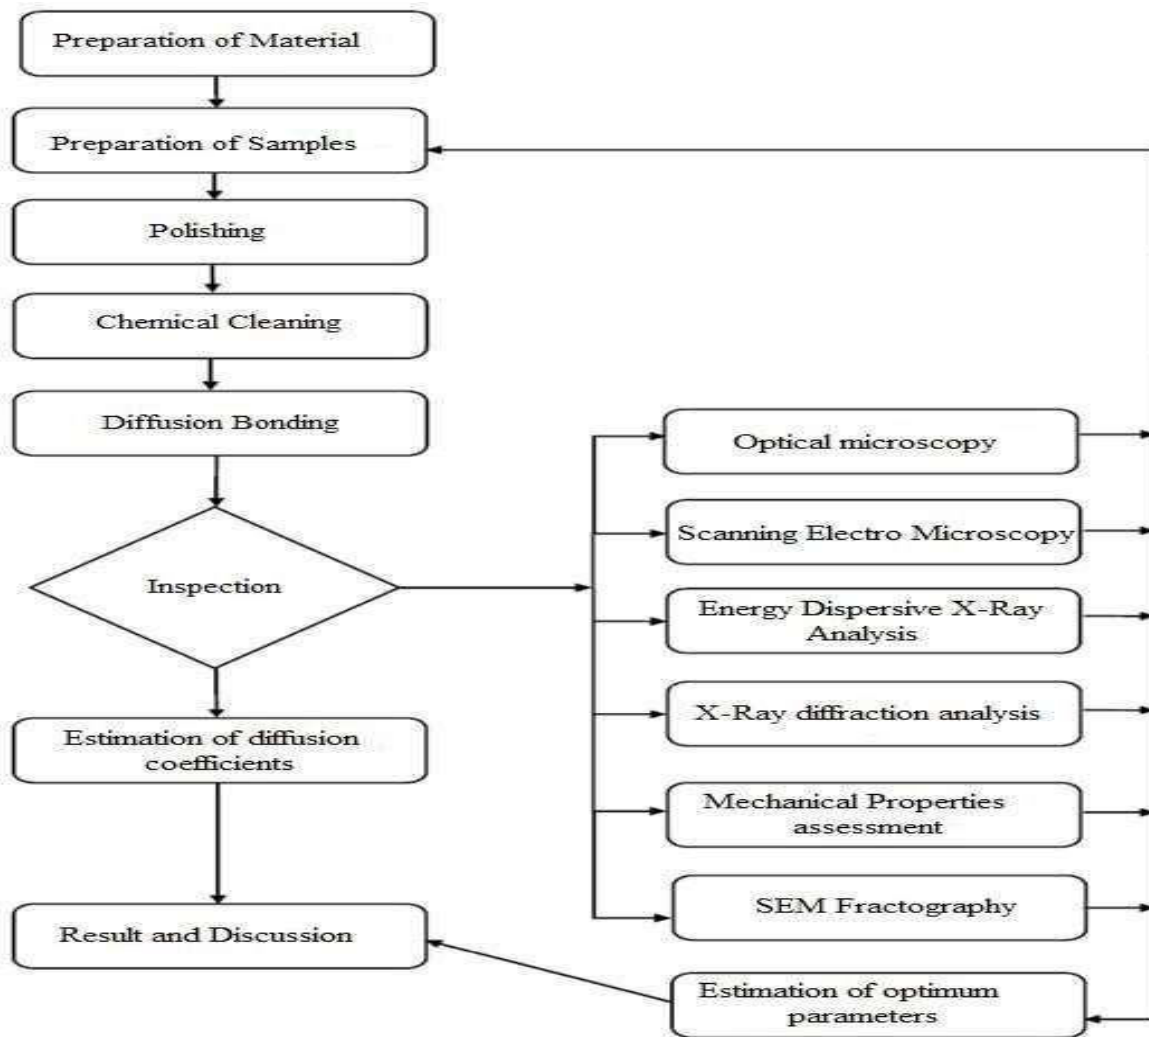 Preparation of Material
Preparation of Samples
Polishing
Chemical Cleaning
Diffusion Bonding
Inspection
Estimation of diffusion
coefficients
Result and Discussion
Optical microscopy
Scanning Electro Microscopy
Energy Dispersive X-Ray
Analysis
X-Ray diffraction analysis
Mechanical Properties
assessment
SEM Fractography
Estimation of optimum
parameters